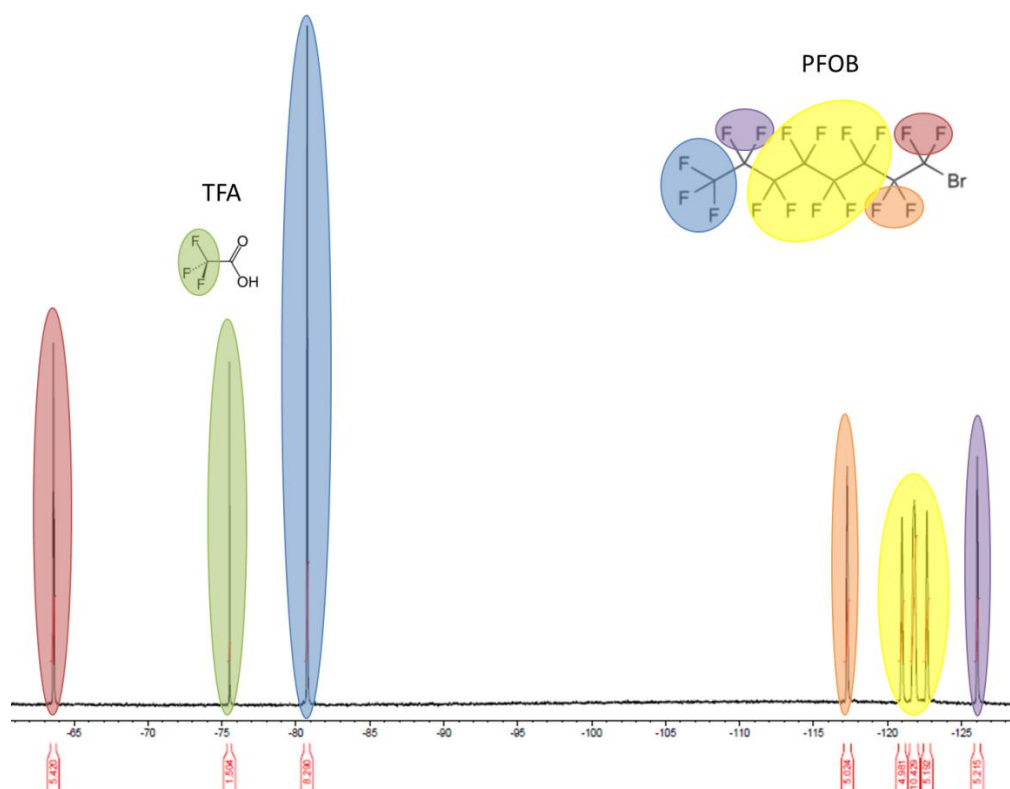 PFOB
F F F F F F F F
F
F Br
F F F F F F F
TFA
F O
F
F OH
-65 -70 -75 -80 -85 -90 -95 -100 -105 -110 -115 -120 -125
5.420 1.504 8.290 5.024 4.981 10.429 5.192 5.215